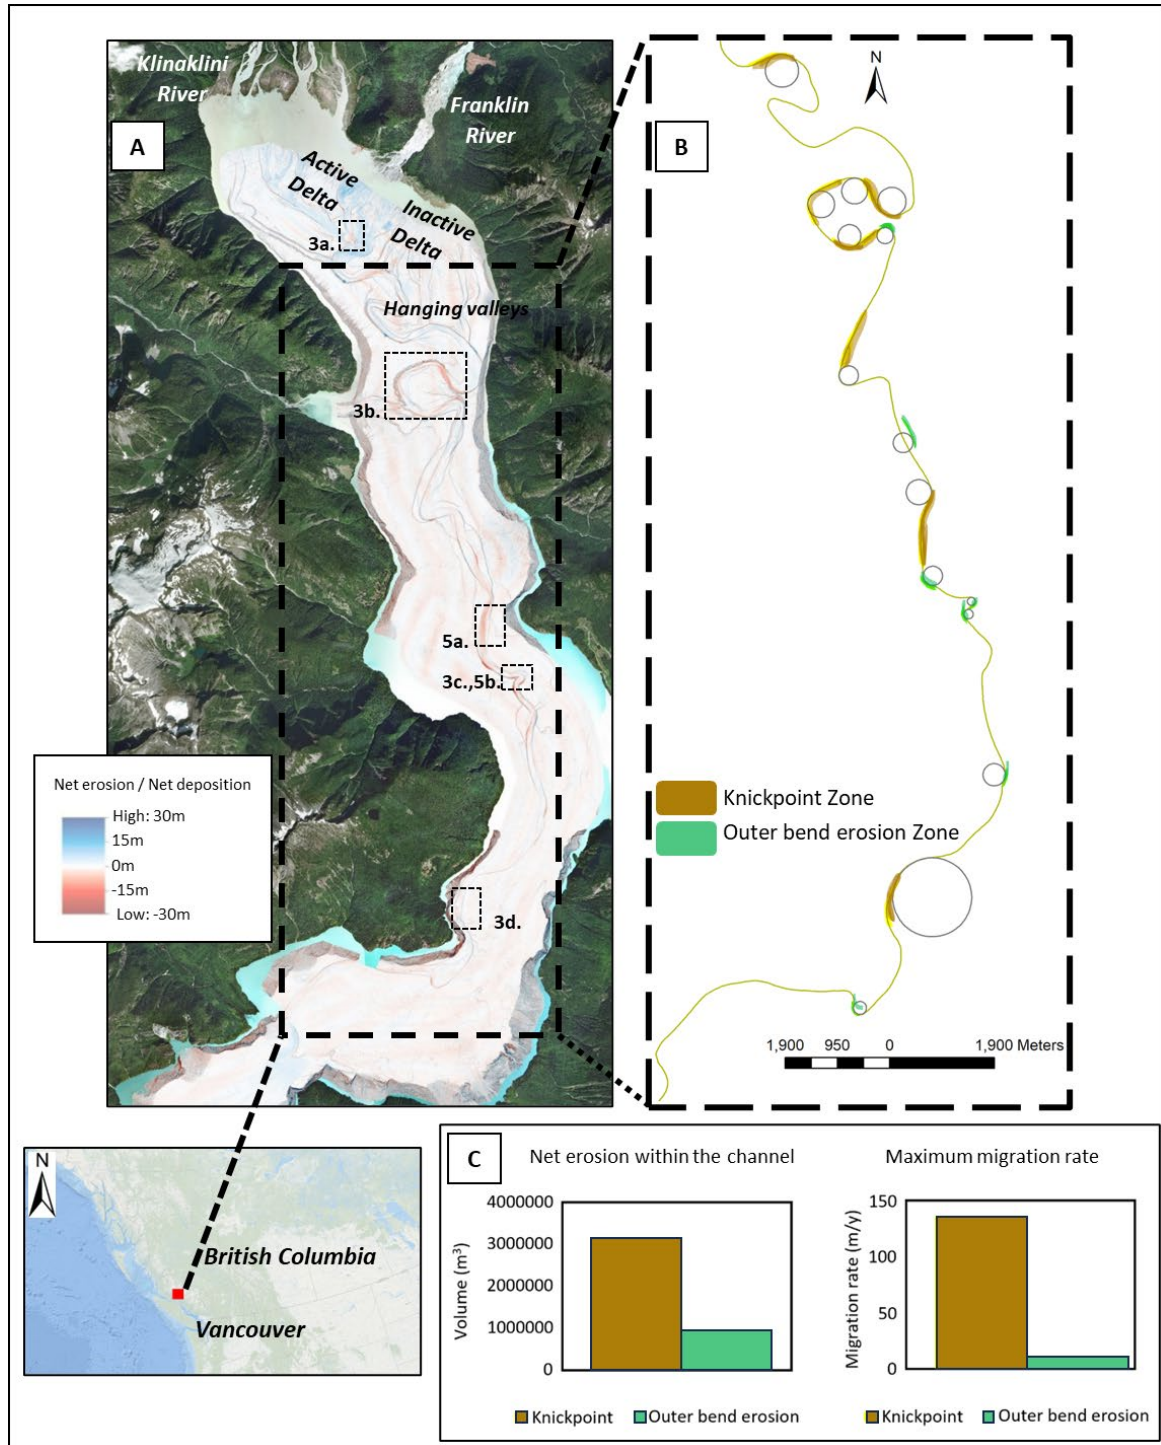 Klinaklini
River
Franklin
River
A
Active
Delta
Inactive
Delta
3a.
Hanging valleys
3b.
5a.
3c.,5b.
3d.
Net erosion / Net deposition
High: 30m
15m
0m
-15m
Low: -30m
N
B
Knickpoint Zone
Outer bend erosion Zone
1,900 950 0 1,900 Meters
N
British Columbia
Vancouver
C
Net erosion within the channel
Volume (m³)
4000000
3000000
2000000
1000000
0
Knickpoint Outer bend erosion
Maximum migration rate
Migration rate (m/y)
150
100
50
0
Knickpoint Outer bend erosion